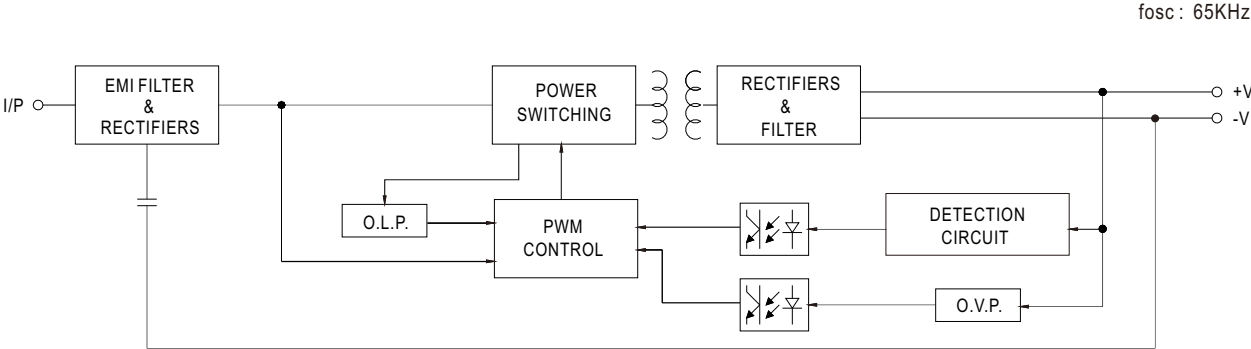 fosc : 65KHz
I/P
EMI FILTER
&
RECTIFIERS
POWER
SWITCHING
RECTIFIERS
&
FILTER
+V
-V
O.L.P.
PWM
CONTROL
DETECTION
CIRCUIT
O.V.P.